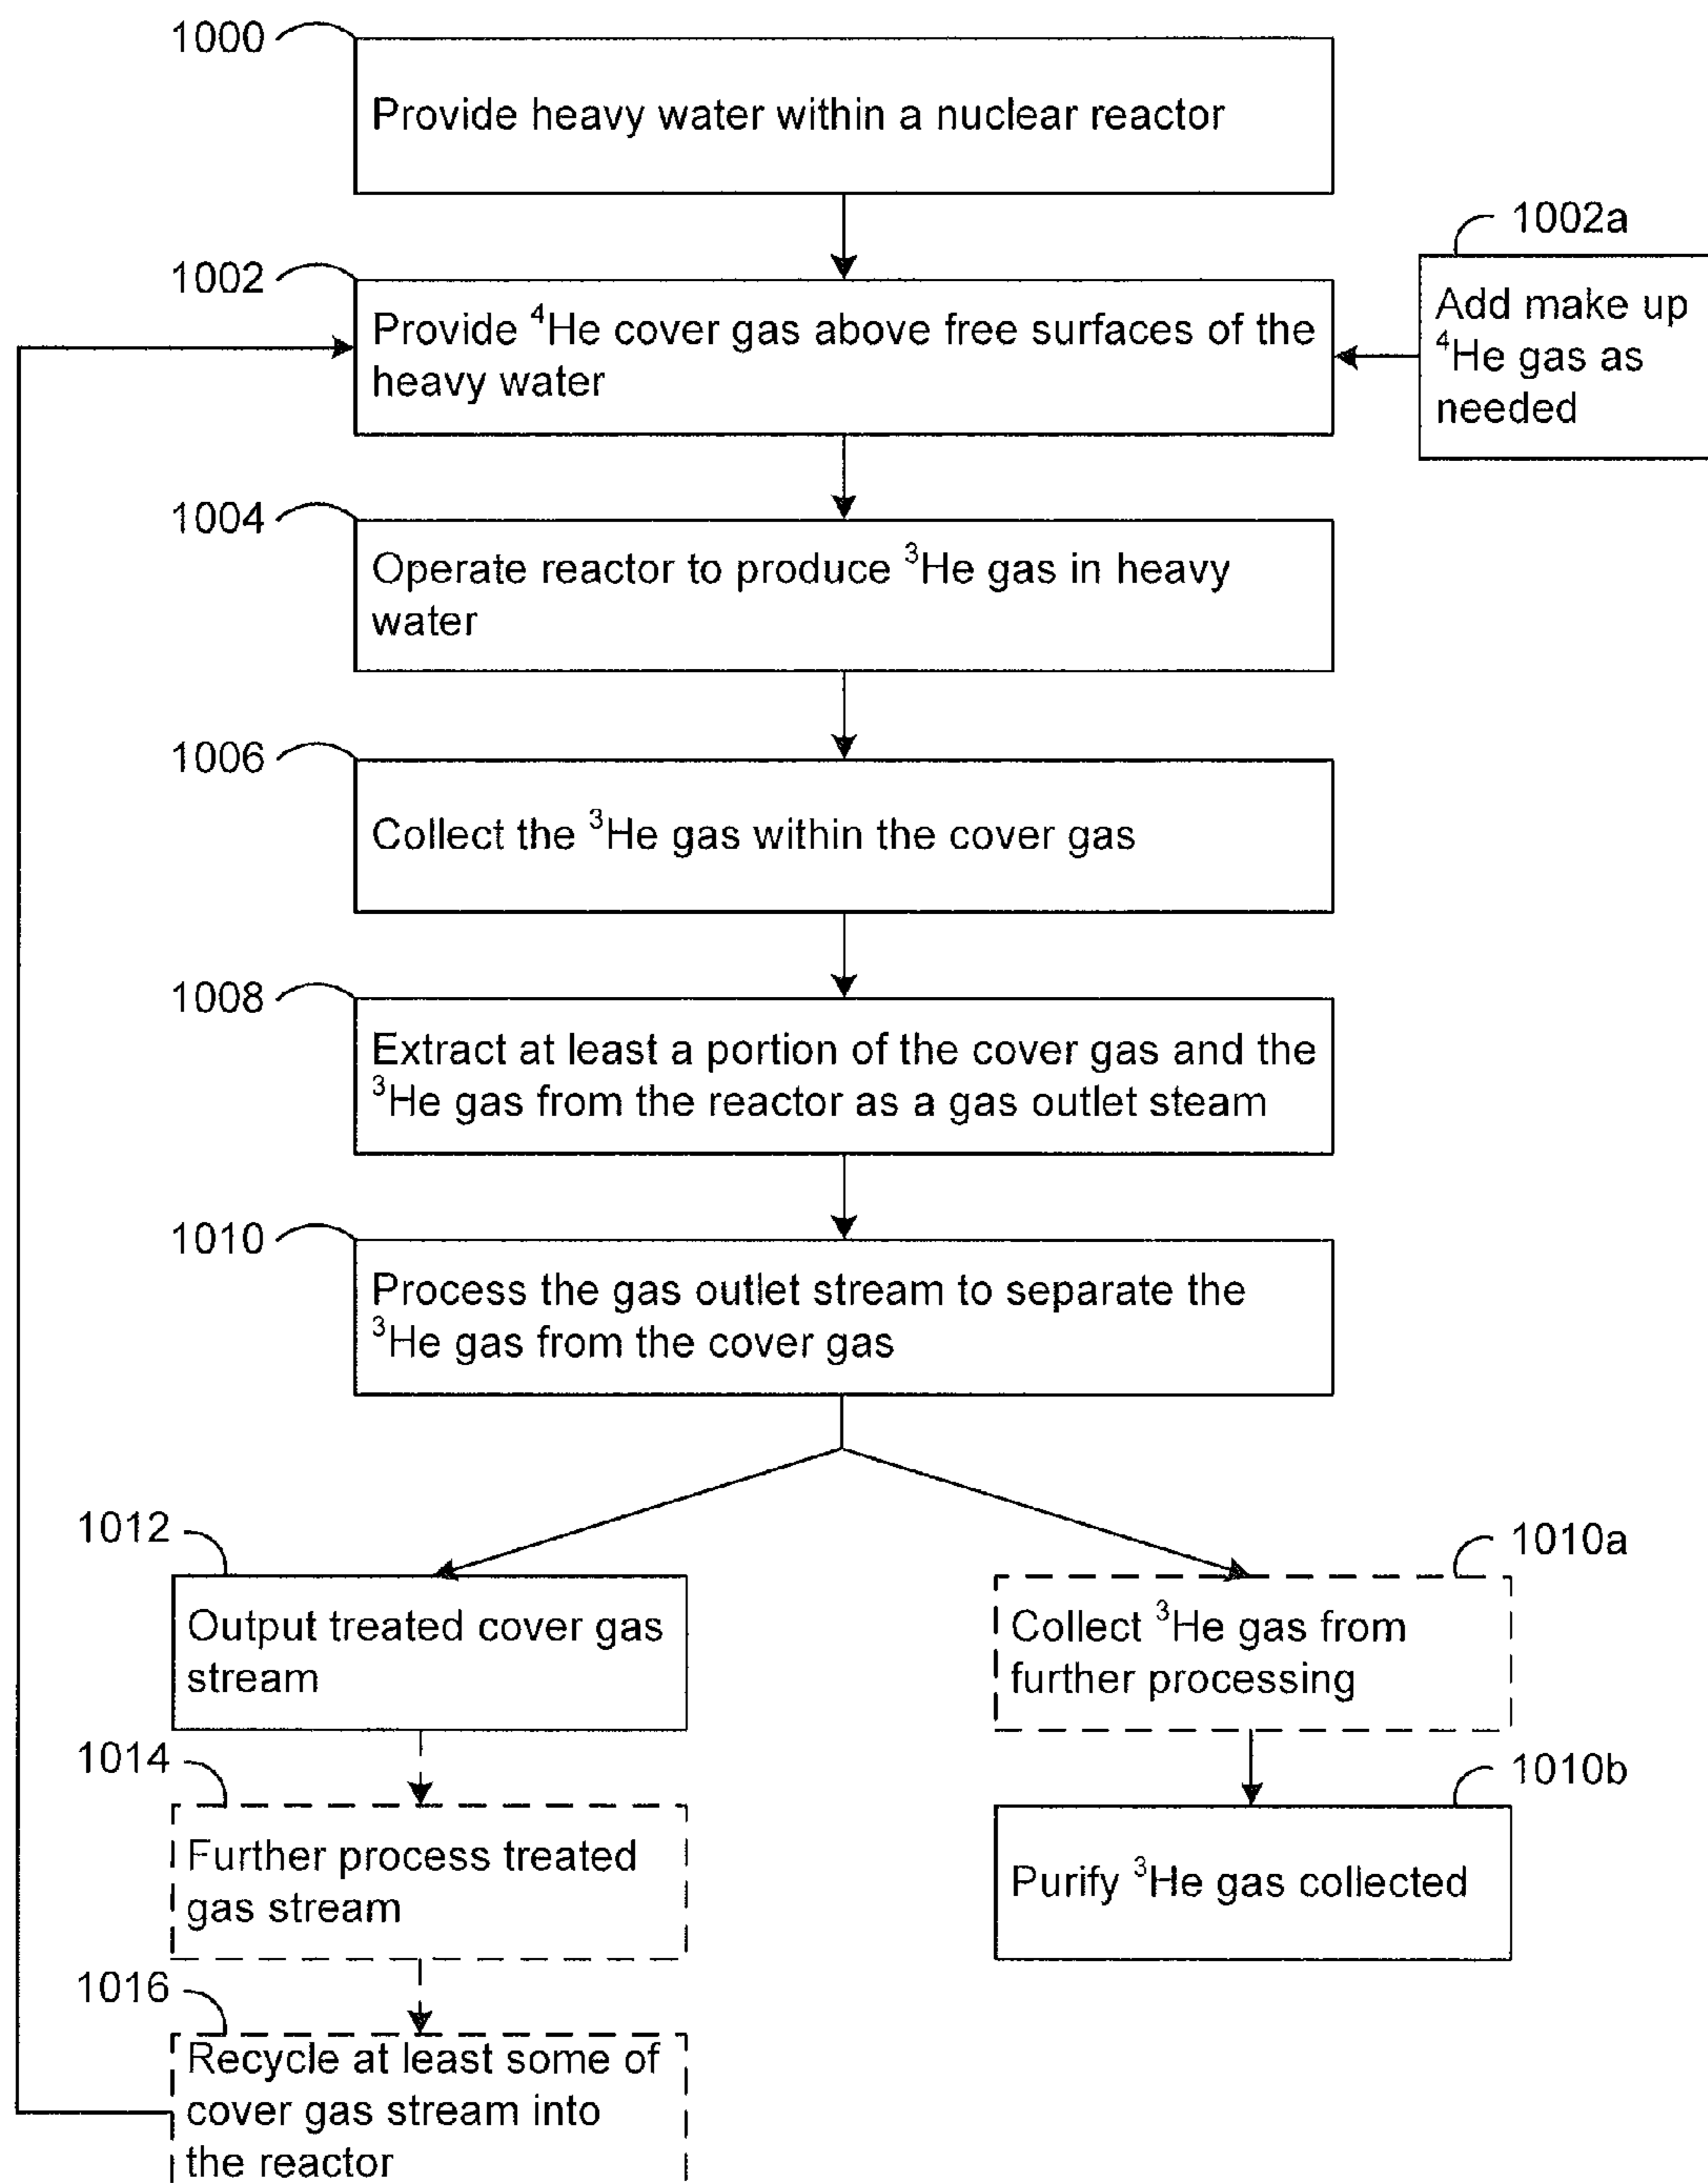 1000
Provide heavy water within a nuclear reactor
1002a
1002
Provide ⁴He cover gas above free surfaces of the
heavy water
Add make up
⁴He gas as
needed
1004
Operate reactor to produce ³He gas in heavy
water
1006
Collect the ³He gas within the cover gas
1008
Extract at least a portion of the cover gas and the
³He gas from the reactor as a gas outlet steam
1010
Process the gas outlet stream to separate the
³He gas from the cover gas
1012
Output treated cover gas
stream
1010a
Collect ³He gas from
further processing
1014
Further process treated
gas stream
1010b
Purify ³He gas collected
1016
Recycle at least some of
cover gas stream into
the reactor